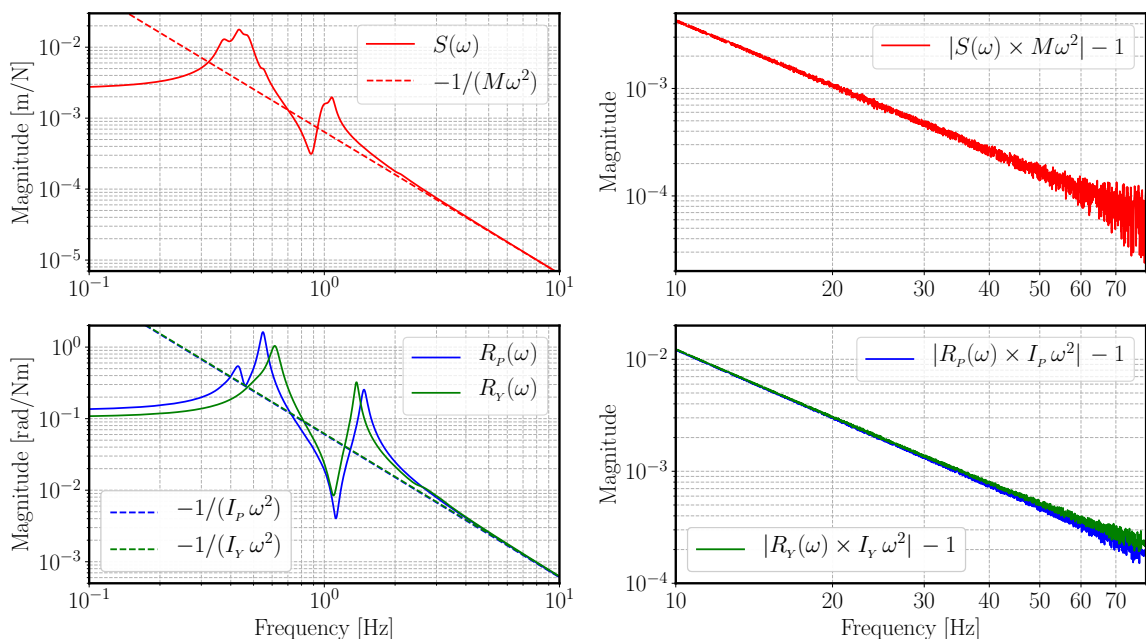 Magnitude [m/N]
10⁻²
10⁻³
10⁻⁴
10⁻⁵
10⁻¹
10⁰
10¹
S(ω)
−1/(Mω²)
Magnitude
10⁻³
10⁻⁴
10
20
30
40
50
60
70
|S(ω) × Mω²| − 1
Magnitude [rad/Nm]
10⁰
10⁻¹
10⁻²
10⁻³
10⁻¹
10⁰
10¹
Frequency [Hz]
R_P(ω)
R_Y(ω)
−1/(I_P ω²)
−1/(I_Y ω²)
Magnitude
10⁻²
10⁻³
10⁻⁴
10
20
30
40
50
60
70
Frequency [Hz]
|R_P(ω) × I_P ω²| − 1
|R_Y(ω) × I_Y ω²| − 1